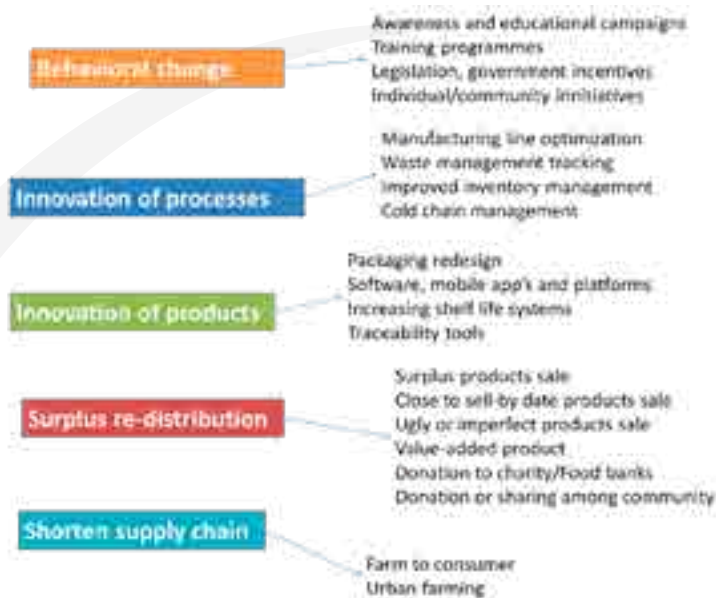 Behavioral change
Awareness and educational campaigns
Training programmes
Legislation, government incentives
Individual/community innitiatives
Innovation of processes
Manufacturing line optimization
Waste management tracking
Improved inventory management
Cold chain management
Innovation of products
Packaging redesign
Software, mobile app's and platforms
Increasing shelf life systems
Traceability tools
Surplus re-distribution
Surplus products sale
Close to sell-by date products sale
Ugly or imperfect products sale
Value-added product
Donation to charity/Food banks
Donation or sharing among community
Shorten supply chain
Farm to consumer
Urban farming